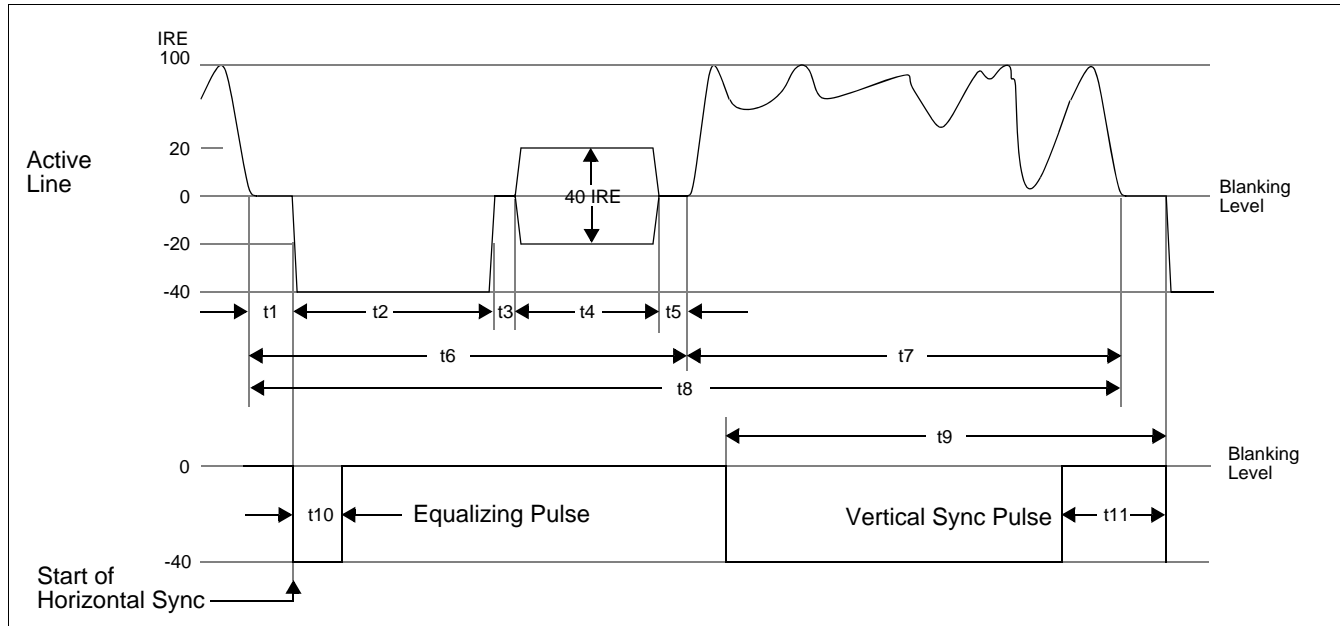 IRE
100
20
Active
Line
0
40 IRE
Blanking
Level
-20
-40
t1
t2
t3
t4
t5
t6
t7
t8
t9
0
Blanking
Level
t10
Equalizing Pulse
Vertical Sync Pulse
t11
-40
Start of
Horizontal Sync